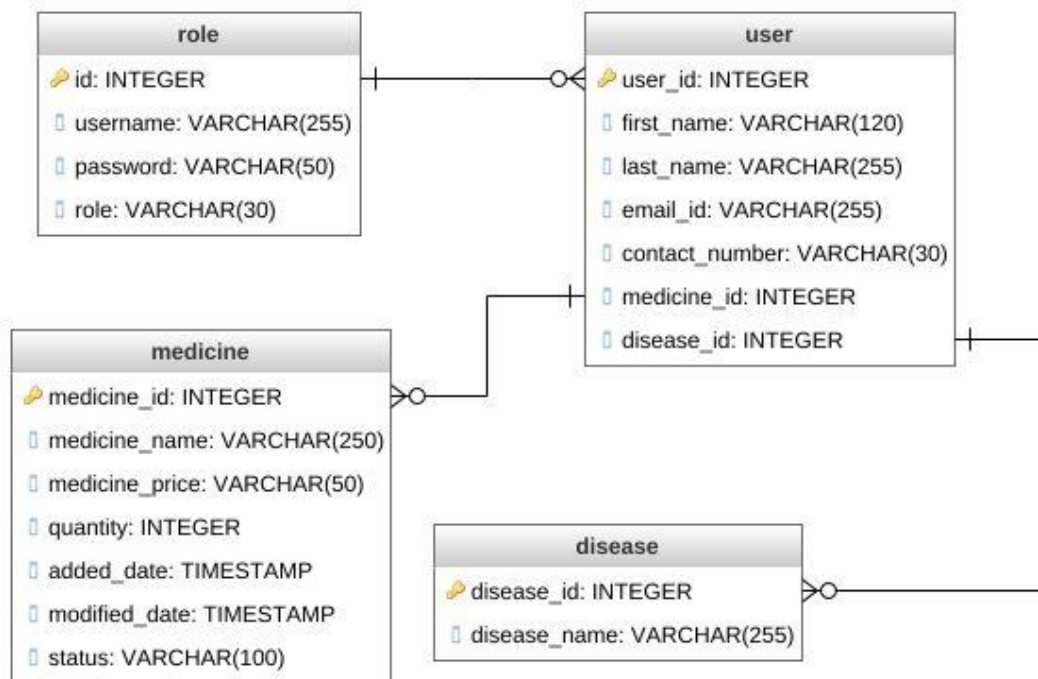 role
id: INTEGER
username: VARCHAR(255)
password: VARCHAR(50)
role: VARCHAR(30)
user
user_id: INTEGER
first_name: VARCHAR(120)
last_name: VARCHAR(255)
email_id: VARCHAR(255)
contact_number: VARCHAR(30)
medicine_id: INTEGER
disease_id: INTEGER
medicine
medicine_id: INTEGER
medicine_name: VARCHAR(250)
medicine_price: VARCHAR(50)
quantity: INTEGER
added_date: TIMESTAMP
modified_date: TIMESTAMP
status: VARCHAR(100)
disease
disease_id: INTEGER
disease_name: VARCHAR(255)